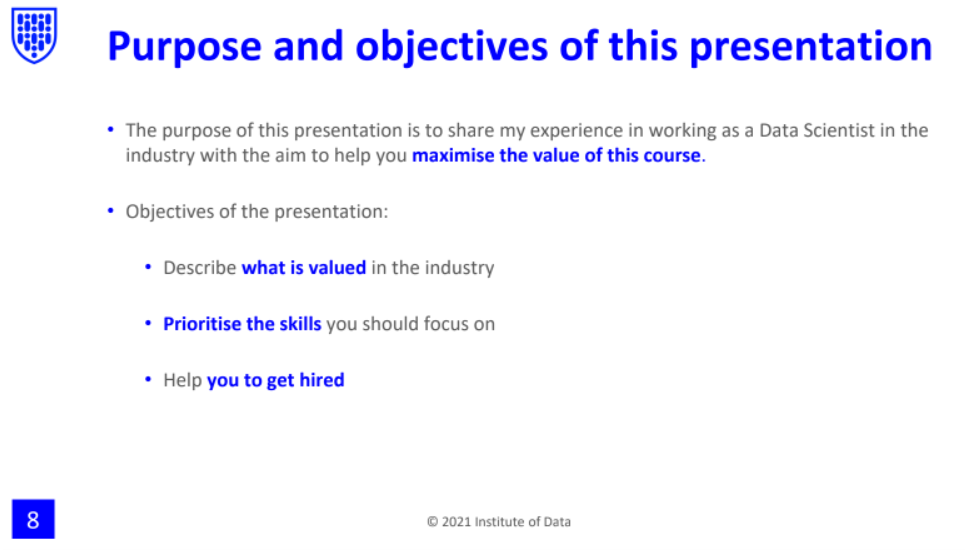 Purpose and objectives of this presentation
• The purpose of this presentation is to share my experience in working as a Data Scientist in the
industry with the aim to help you maximise the value of this course.
• Objectives of the presentation:
• Describe what is valued in the industry
• Prioritise the skills you should focus on
• Help you to get hired
8
© 2021 Institute of Data